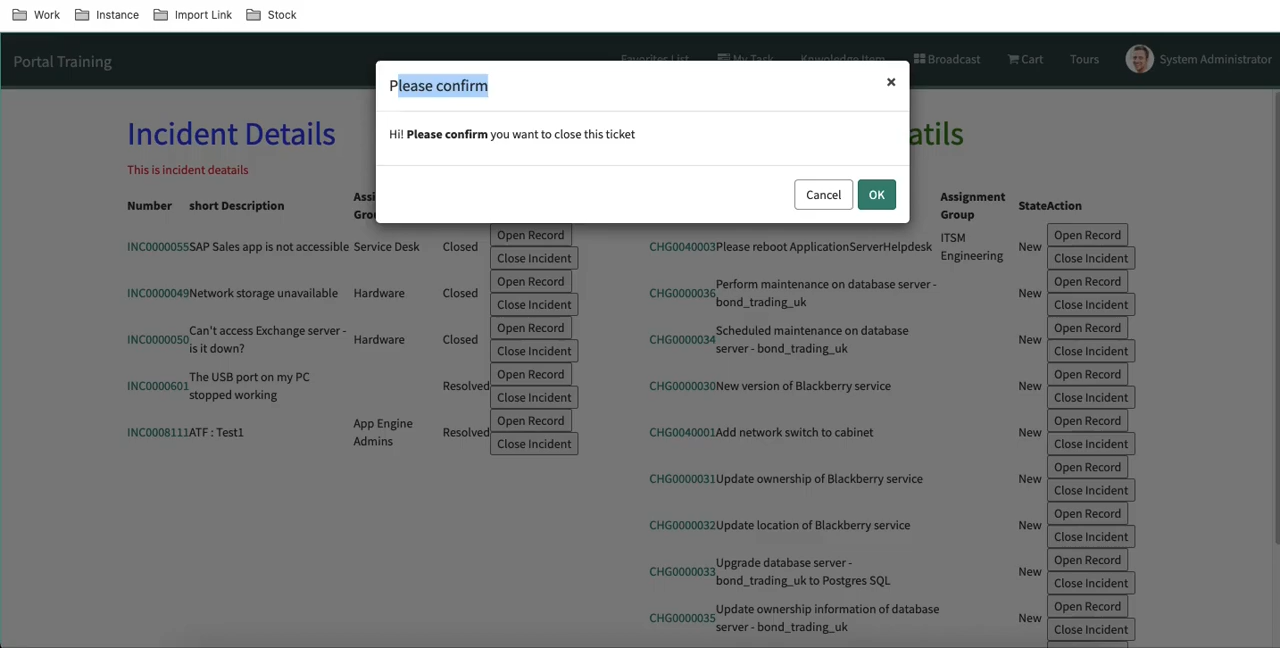 Work Instance Import Link Stock
Portal Training Favorites List My Task Knowledge Item Broadcast Cart Tours System Administrator
Please confirm ×
Hi! Please confirm you want to close this ticket
Cancel OK
Incident Details
This is incident deatails
Number short Description Assi
Grou
INC0000055 SAP Sales app is not accessible Service Desk Closed Open Record
Close Incident
INC0000049 Network storage unavailable Hardware Closed Open Record
Close Incident
INC0000050 Can't access Exchange server -
is it down? Hardware Closed Open Record
Close Incident
INC0000601 The USB port on my PC
stopped working Resolved Open Record
Close Incident
INC0008111 ATF : Test1 App Engine
Admins Resolved Open Record
Close Incident
atils
Assignment
Group State Action
CHG0040003 Please reboot ApplicationServerHelpdesk ITSM
Engineering New Open Record
Close Incident
CHG0000036 Perform maintenance on database server -
bond_trading_uk New Open Record
Close Incident
CHG0000034 Scheduled maintenance on database
server - bond_trading_uk New Open Record
Close Incident
CHG0000030 New version of Blackberry service New Open Record
Close Incident
CHG0040001 Add network switch to cabinet New Open Record
Close Incident
CHG0000031 Update ownership of Blackberry service New Open Record
Close Incident
CHG0000032 Update location of Blackberry service New Open Record
Close Incident
CHG0000033 Upgrade database server -
bond_trading_uk to Postgres SQL New Open Record
Close Incident
CHG0000035 Update ownership information of database
server - bond_trading_uk New Open Record
Close Incident